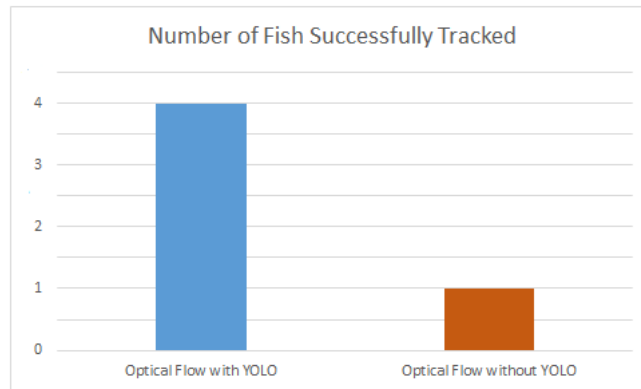 Number of Fish Successfully Tracked
4
3
2
1
0
Optical Flow with YOLO
Optical Flow without YOLO